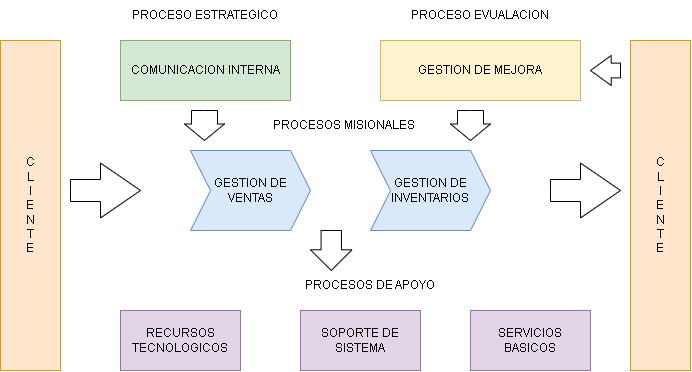 PROCESO ESTRATEGICO
PROCESO EVUALACION
COMUNICACION INTERNA
GESTION DE MEJORA
PROCESOS MISIONALES
CLIENTE
GESTION DE
VENTAS
GESTION DE
INVENTARIOS
CLIENTE
PROCESOS DE APOYO
RECURSOS
TECNOLOGICOS
SOPORTE DE
SISTEMA
SERVICIOS
BASICOS